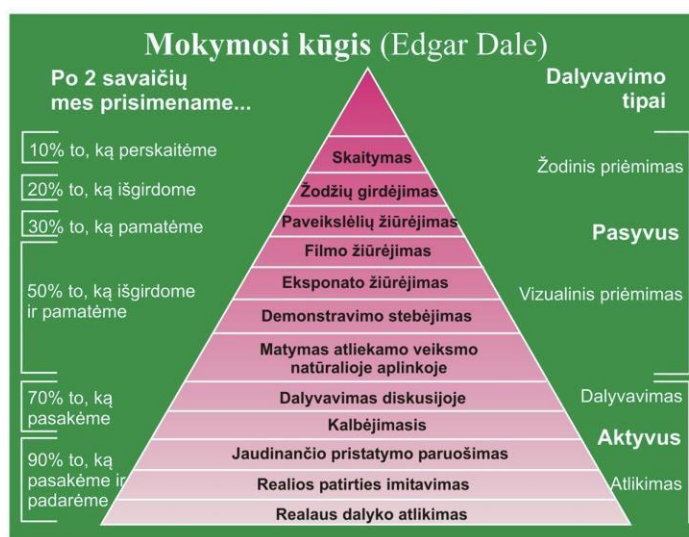 Mokymosi kūgis (Edgar Dale)
Po 2 savaičių
mes prisimename...
Dalyvavimo
tipai
10% to, ką perskaitėme
20% to, ką išgirdome
30% to, ką pamatėme
50% to, ką išgirdome
ir pamatėme
70% to, ką
pasakėme
90% to, ką
pasakėme ir
padarėme
Skaitymas
Žodžių girdėjimas
Paveikslėlių žiūrėjimas
Filmo žiūrėjimas
Eksponato žiūrėjimas
Demonstravimo stebėjimas
Matymas atliekamo veiksmo
natūralioje aplinkoje
Dalyvavimas diskusijoje
Kalbėjimasis
Jaudinančio pristatymo paruošimas
Realios patirties imitavimas
Realaus dalyko atlikimas
Žodinis priėmimas
Pasyvus
Vizualinis priėmimas
Dalyvavimas
Aktyvus
Atlikimas